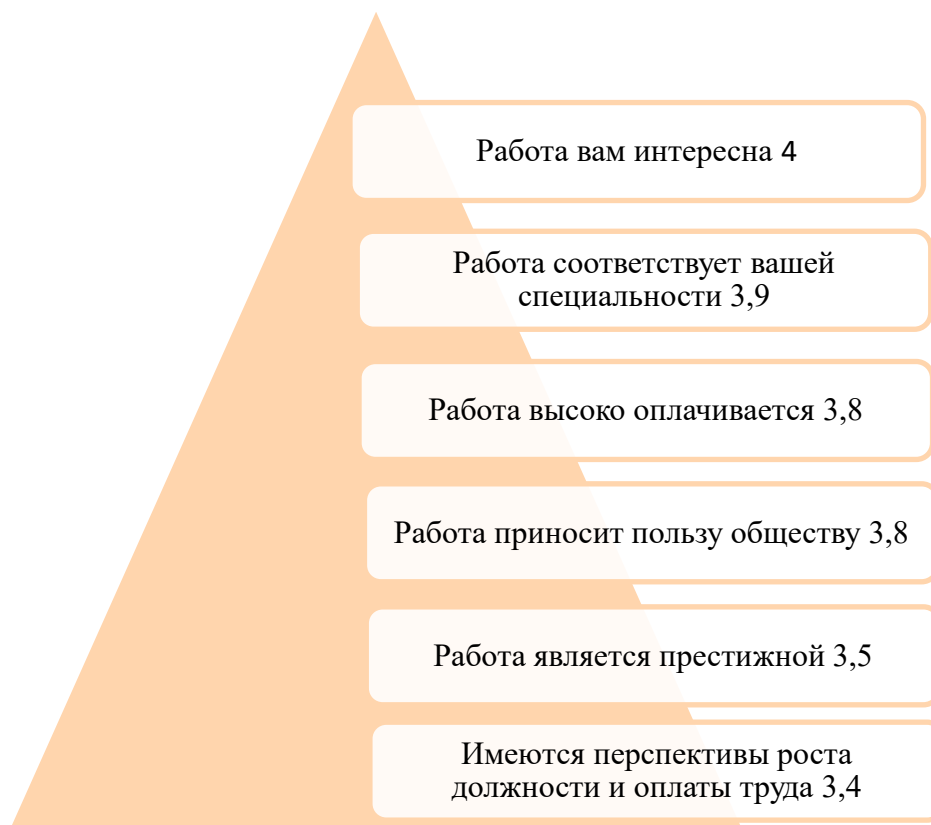 Работа вам интересна 4
Работа соответствует вашей
специальности 3,9
Работа высоко оплачивается 3,8
Работа приносит пользу обществу 3,8
Работа является престижной 3,5
Имеются перспективы роста
должности и оплаты труда 3,4